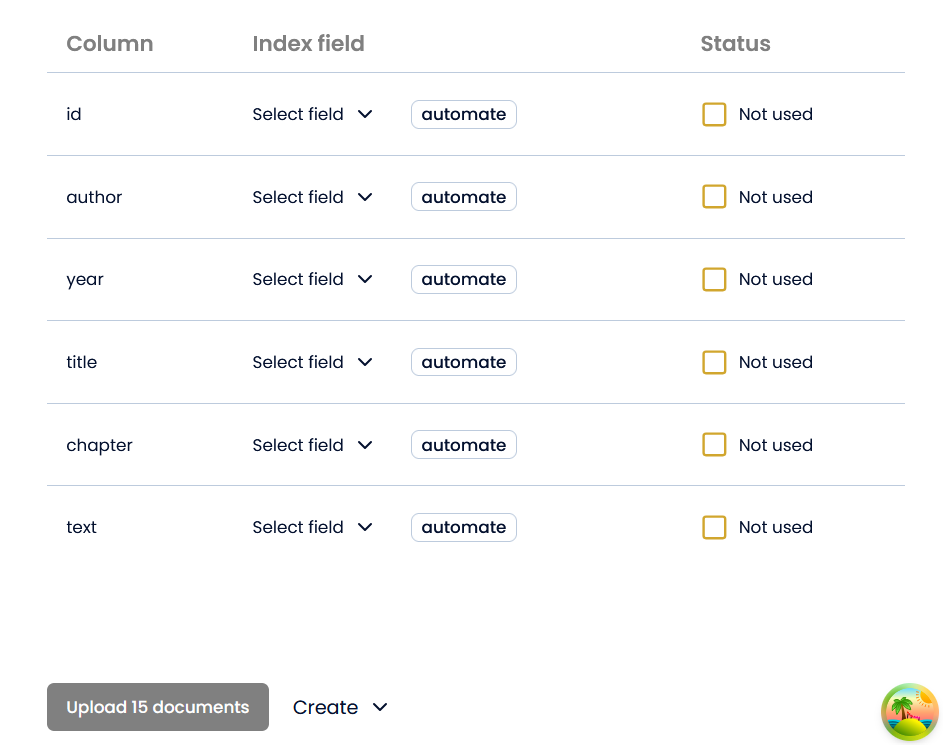 Column Index field Status
id Select field automate Not used
author Select field automate Not used
year Select field automate Not used
title Select field automate Not used
chapter Select field automate Not used
text Select field automate Not used
Upload 15 documents Create